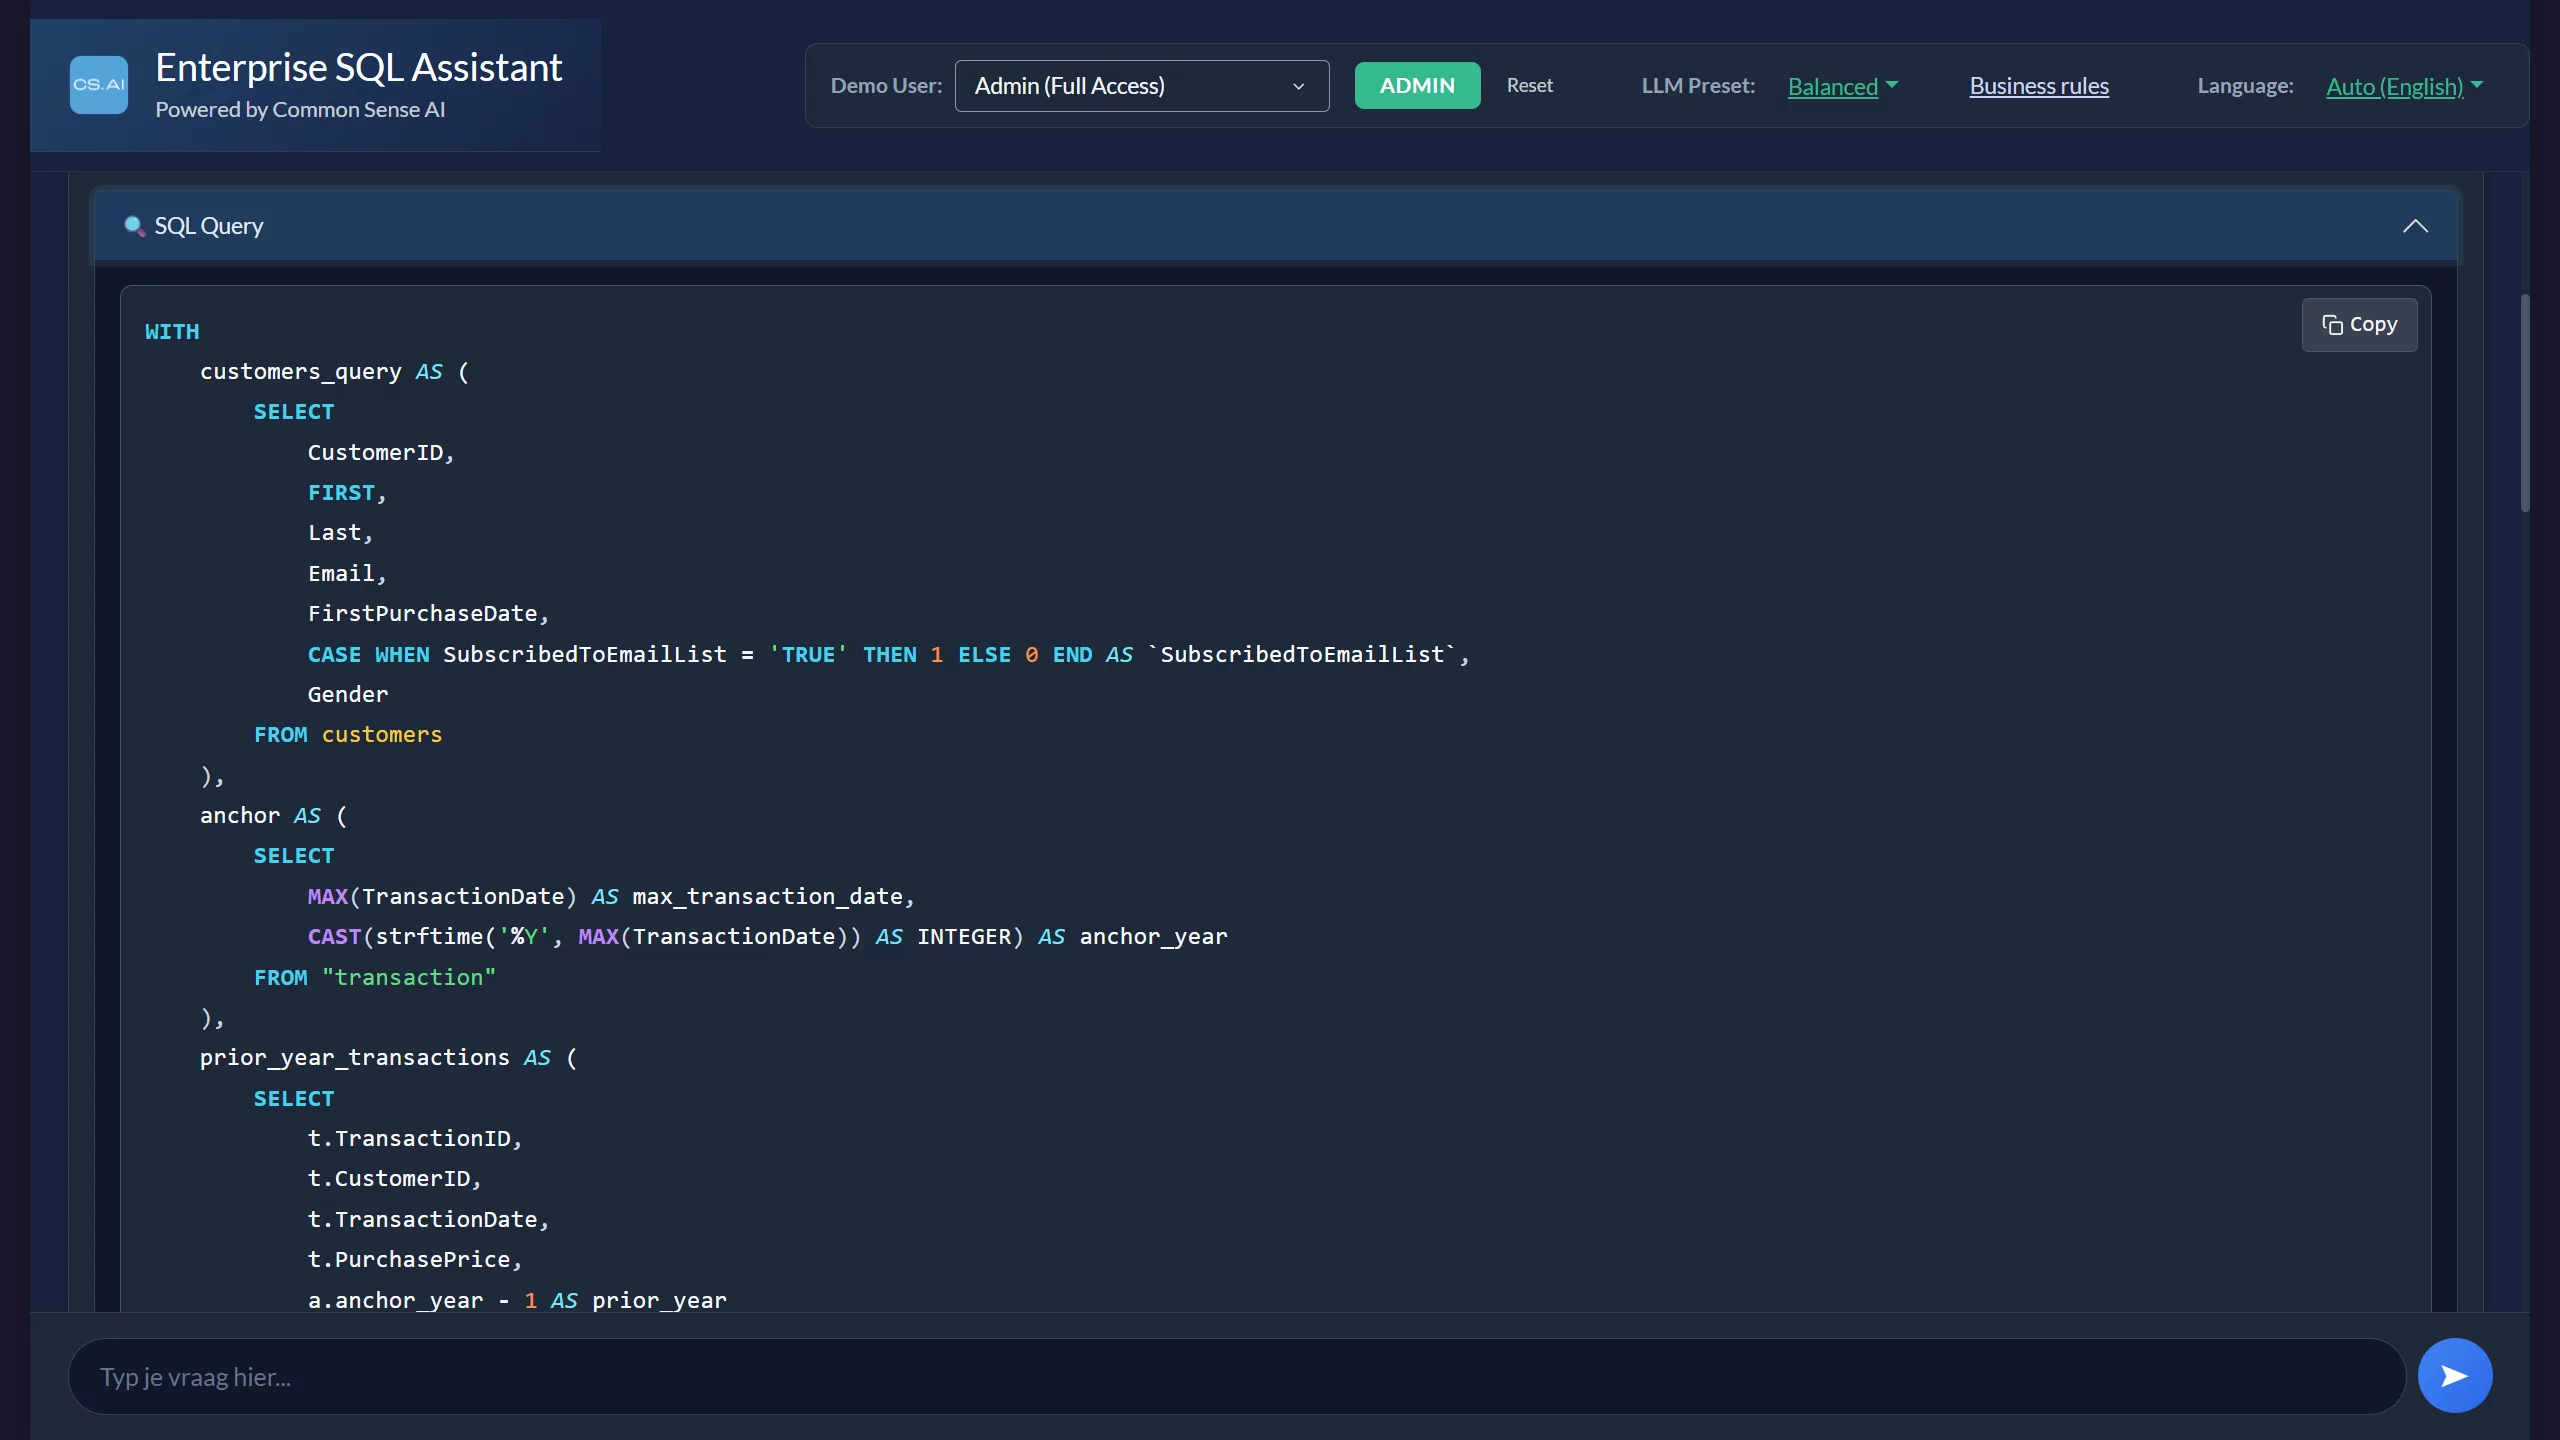 CS.AI
Enterprise SQL Assistant
Powered by Common Sense AI
Demo User: Admin (Full Access) ADMIN Reset LLM Preset: Balanced Business rules Language: Auto (English)
SQL Query
Copy
WITH
    customers_query AS (
        SELECT
            CustomerID,
            FIRST,
            Last,
            Email,
            FirstPurchaseDate,
            CASE WHEN SubscribedToEmailList = 'TRUE' THEN 1 ELSE 0 END AS `SubscribedToEmailList`,
            Gender
        FROM customers
    ),
    anchor AS (
        SELECT
            MAX(TransactionDate) AS max_transaction_date,
            CAST(strftime('%Y', MAX(TransactionDate)) AS INTEGER) AS anchor_year
        FROM "transaction"
    ),
    prior_year_transactions AS (
        SELECT
            t.TransactionID,
            t.CustomerID,
            t.TransactionDate,
            t.PurchasePrice,
            a.anchor_year - 1 AS prior_year
Typ je vraag hier...